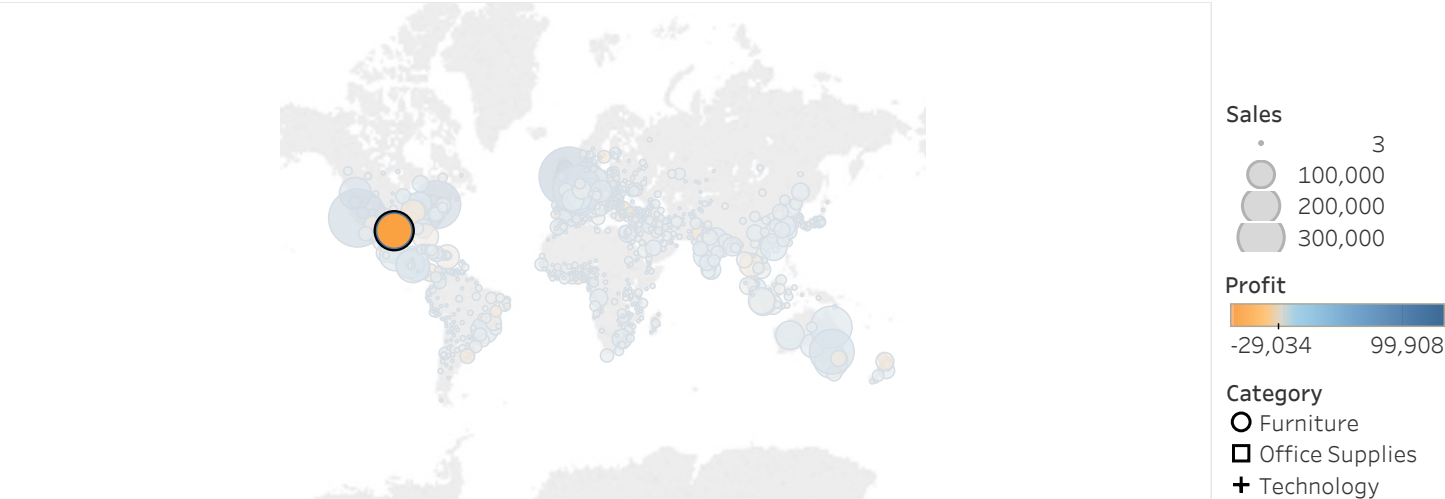 Sales
3
100,000
200,000
300,000
Profit
-29,034 99,908
Category
Furniture
Office Supplies
Technology